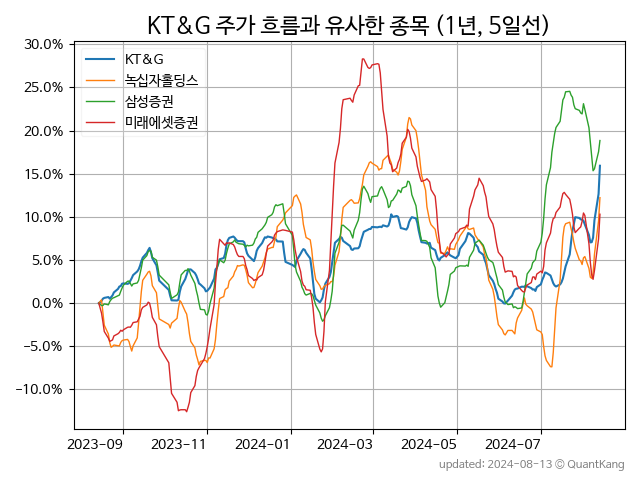 KT&G 주가 흐름과 유사한 종목 (1년, 5일선)
30.0%
25.0%
20.0%
15.0%
10.0%
5.0%
0.0%
−5.0%
−10.0%
KT&G
녹십자홀딩스
삼성증권
미래에셋증권
2023-09
2023-11
2024-01
2024-03
2024-05
2024-07
updated: 2024-08-13 © QuantKang